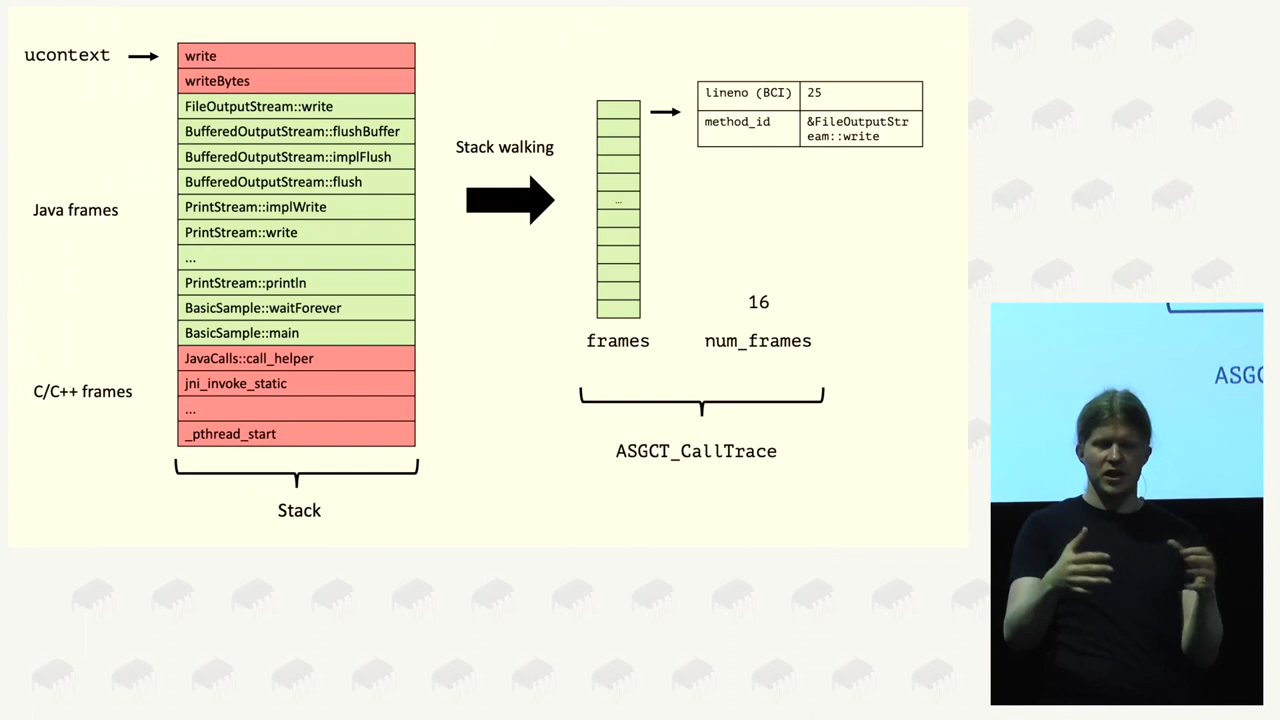 ucontext
write
writeBytes
FileOutputStream::write
BufferedOutputStream::flushBuffer
BufferedOutputStream::implFlush
BufferedOutputStream::flush
Java frames
PrintStream::implWrite
PrintStream::write
...
PrintStream::println
BasicSample::waitForever
BasicSample::main
JavaCalls::call_helper
C/C++ frames
jni_invoke_static
...
_pthread_start
Stack
Stack walking
...
frames
lineno (BCI) 25
method_id &FileOutputStr
eam::write
16
num_frames
ASGCT_CallTrace
ASGC